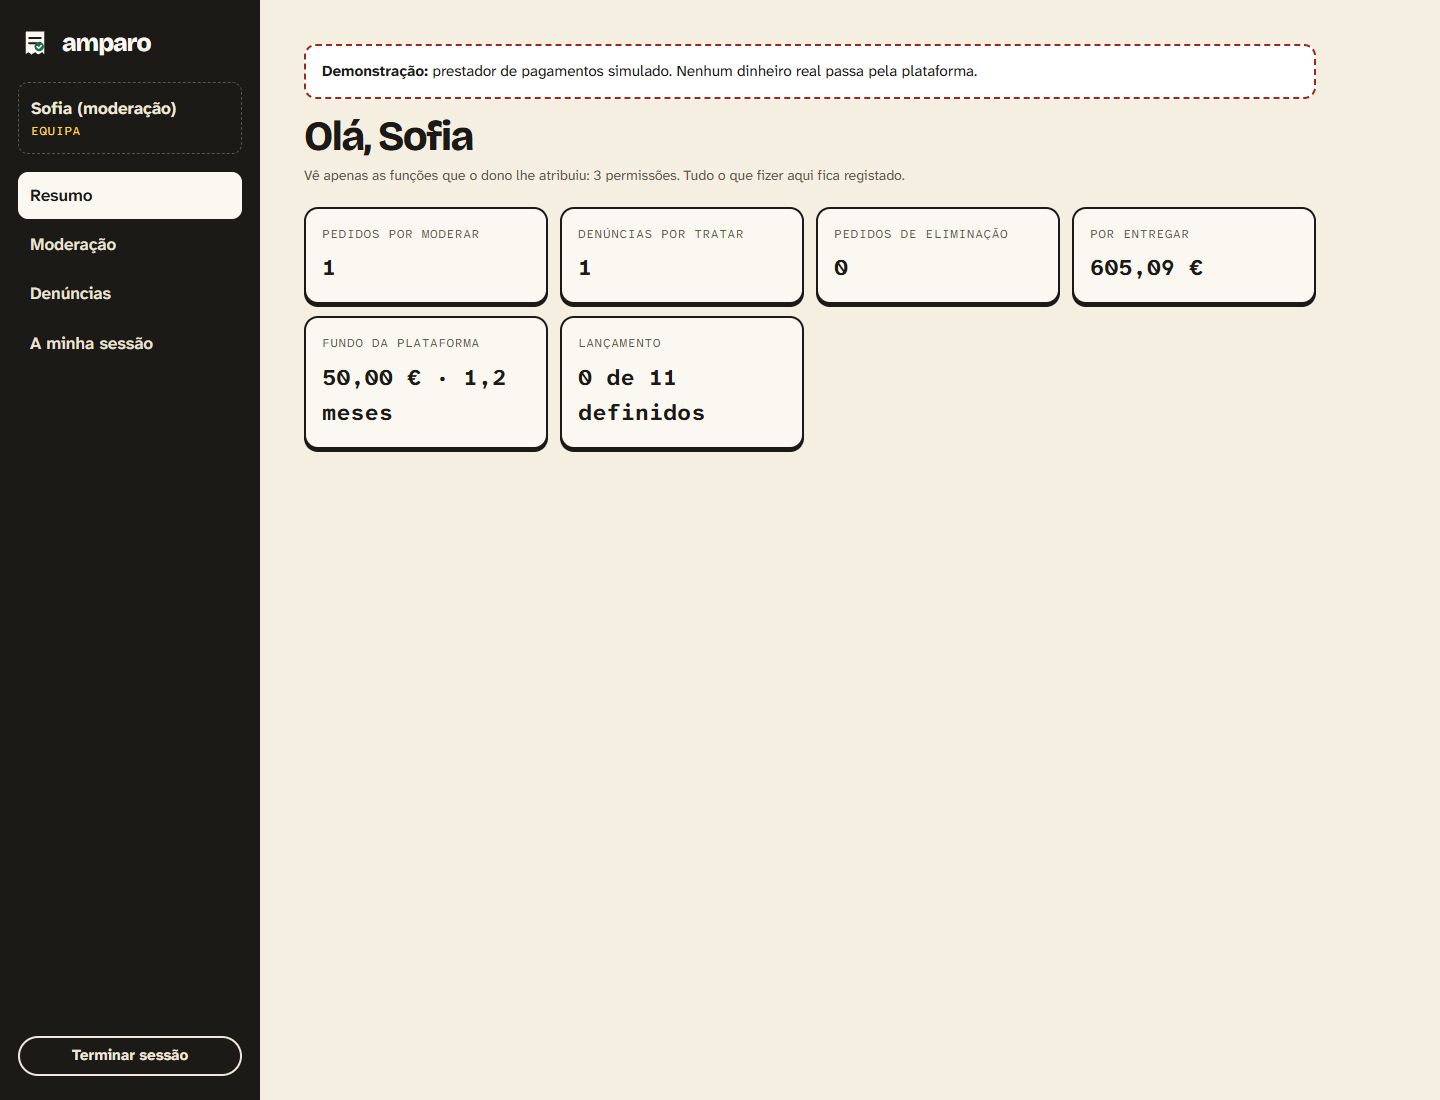 amparo
Sofia (moderação)
EQUIPA
Resumo
Moderação
Denúncias
A minha sessão
Terminar sessão
Demonstração: prestador de pagamentos simulado. Nenhum dinheiro real passa pela plataforma.
Olá, Sofia
Vê apenas as funções que o dono lhe atribuiu: 3 permissões. Tudo o que fizer aqui fica registado.
PEDIDOS POR MODERAR
1
DENÚNCIAS POR TRATAR
1
PEDIDOS DE ELIMINAÇÃO
0
POR ENTREGAR
605,09 €
FUNDO DA PLATAFORMA
50,00 € · 1,2
meses
LANÇAMENTO
0 de 11
definidos